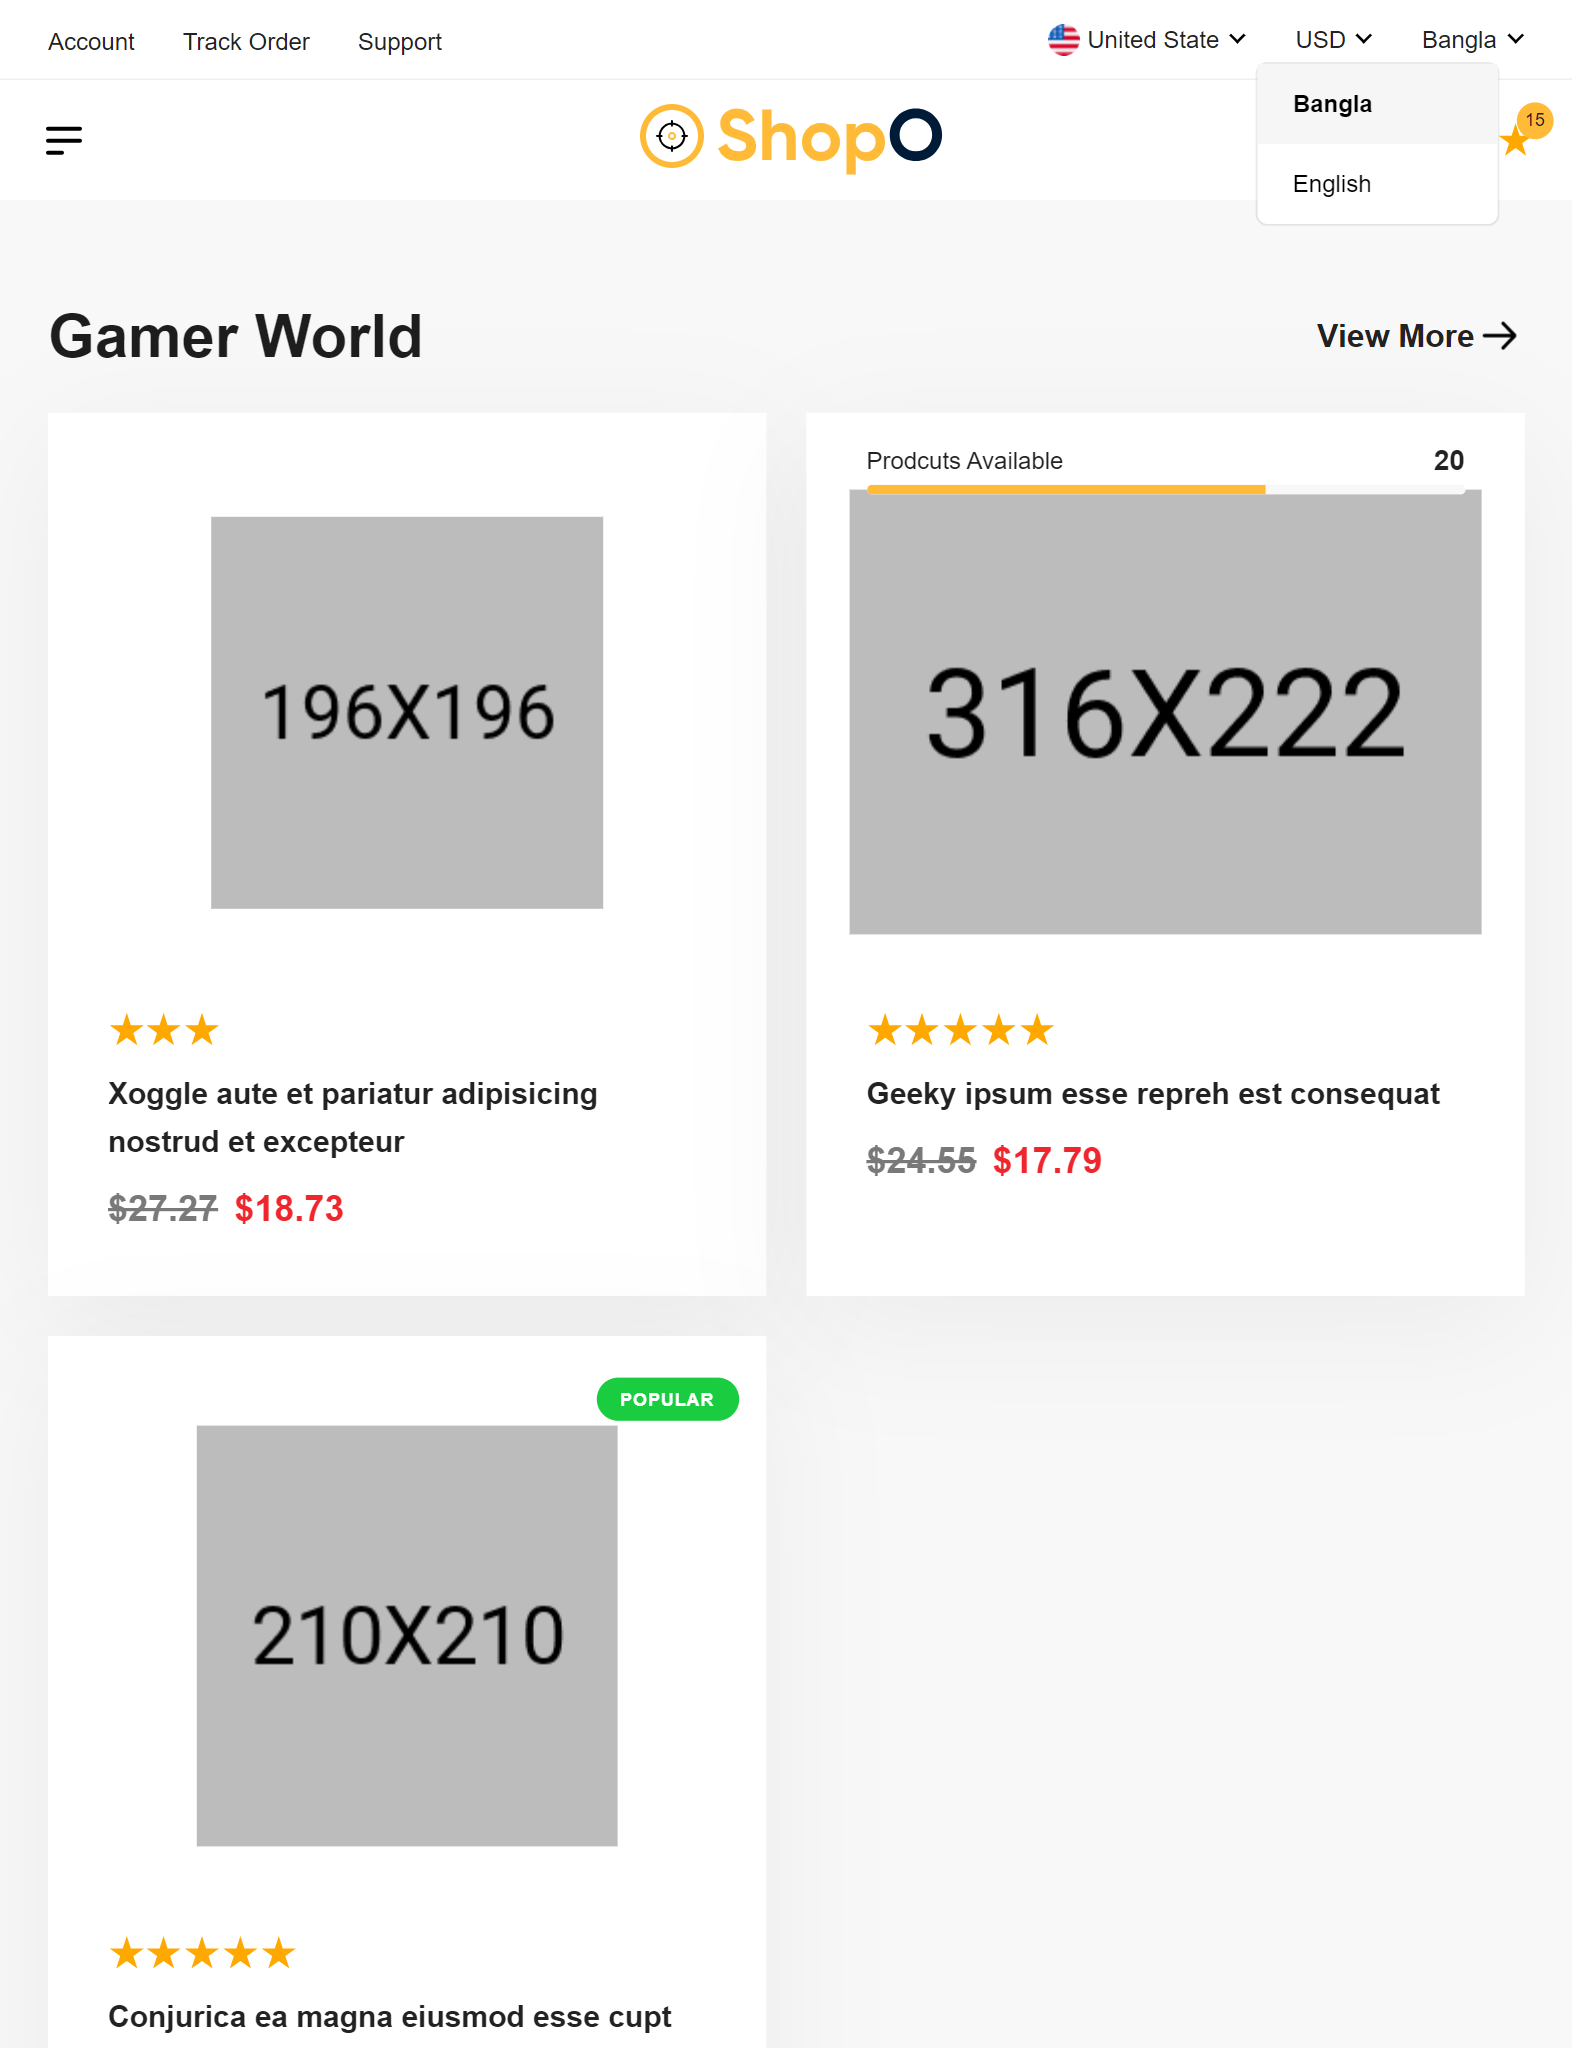 Account Track Order Support United State USD Bangla
Bangla
English
ShopO
15
Gamer World
View More
196X196
Xoggle aute et pariatur adipisicing
nostrud et excepteur
$27.27 $18.73
Prodcuts Available 20
316X222
Geeky ipsum esse repreh est consequat
$24.55 $17.79
POPULAR
210X210
Conjurica ea magna eiusmod esse cupt